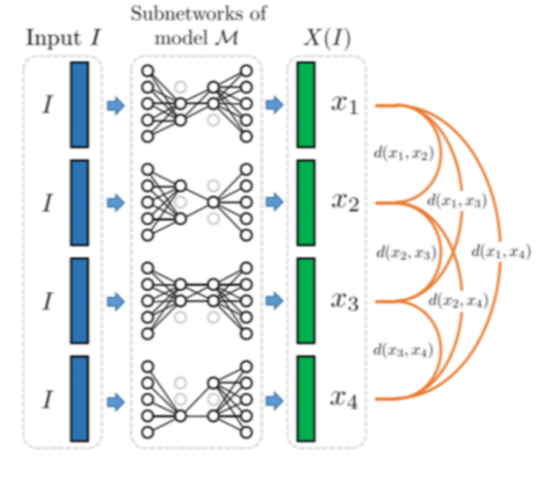 Subnetworks of
Input I model ℳ X(I)
I x₁
d(x₁, x₂)
I x₂ d(x₁, x₃)
d(x₂, x₃) d(x₁, x₄)
I x₃ d(x₂, x₄)
d(x₃, x₄)
I x₄